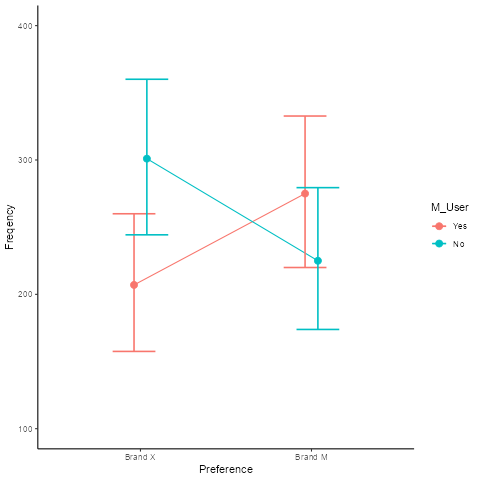 400
300
200
100
Freqency
Brand X
Brand M
Preference
M_User
Yes
No